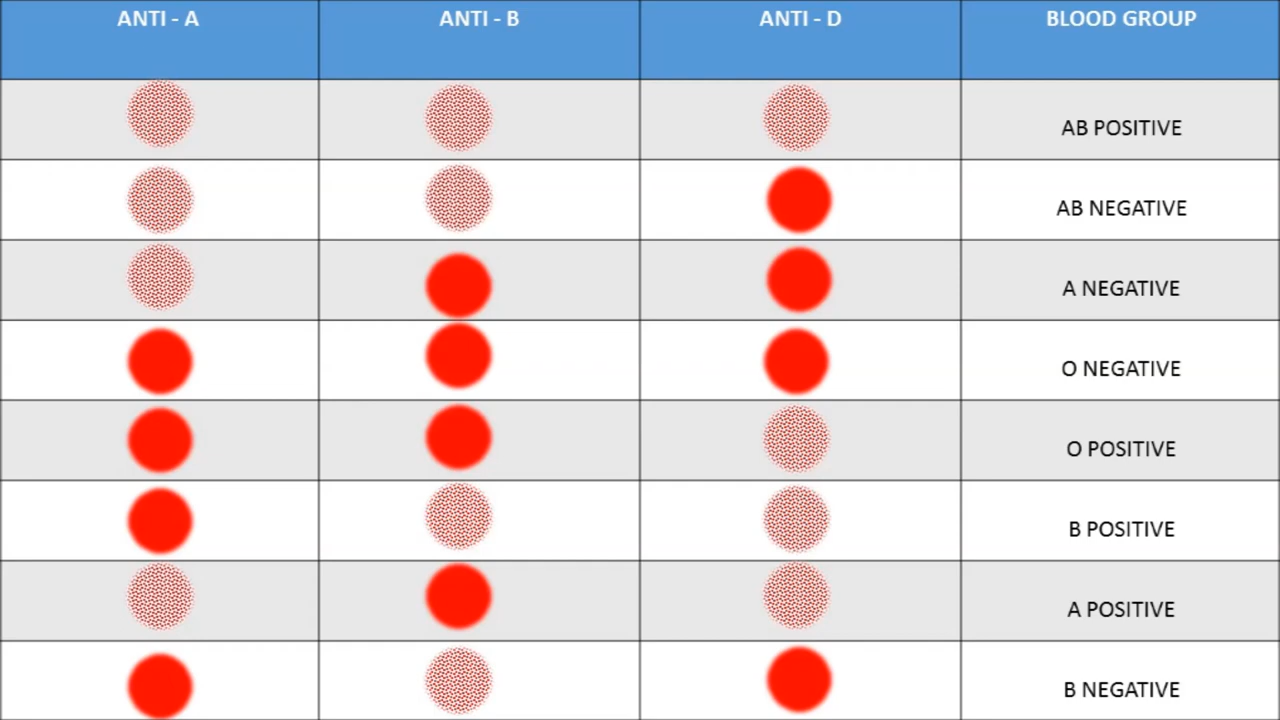 ANTI - A
ANTI - B
ANTI - D
BLOOD GROUP
AB POSITIVE
AB NEGATIVE
A NEGATIVE
O NEGATIVE
O POSITIVE
B POSITIVE
A POSITIVE
B NEGATIVE